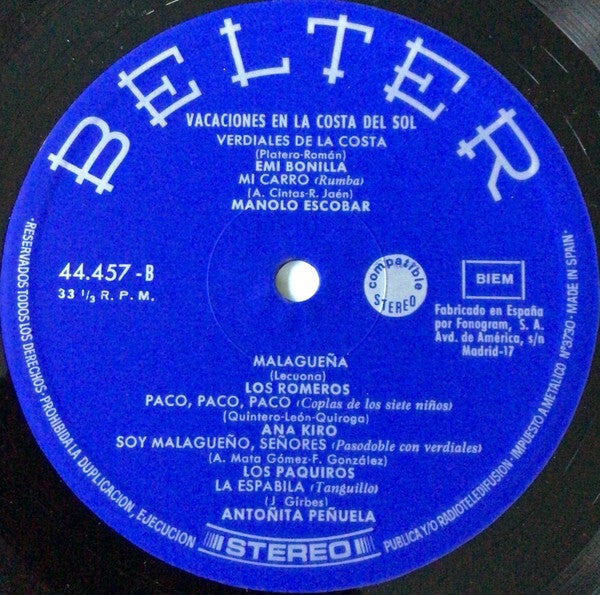 BELTER
VACACIONES EN LA COSTA DEL SOL
VERDIALES DE LA COSTA
(Platero-Román)
EMI BONILLA
MI CARRO (Rumba)
(A. Cintas-R. Jaén)
MANOLO ESCOBAR
44.457-B
33 1/3 R. P. M.
compatible
STEREO
BIEM
Fabricado en España
por Fonogram, S. A.
Avd. de América, s/n
Madrid-17
MALAGUEÑA
(Lecuona)
LOS ROMEROS
PACO, PACO, PACO (Coplas de los siete niños)
(Quintero-León-Quiroga)
ANA KIRO
SOY MALAGUEÑO, SEÑORES (Pasodoble con verdiales)
(A. Mata Gómez-F. González)
LOS PAQUIROS
LA ESPABILA (Tanguillo)
(J. Girbes)
ANTOÑITA PEÑUELA
STEREO
·RESERVADOS TODOS LOS DERECHOS·PROHIBIDA LA DUPLICACION, EJECUCION
PUBLICA Y/O RADIOTELEDIFUSION·IMPUESTO A METALICO Nº3730·MADE IN SPAIN·